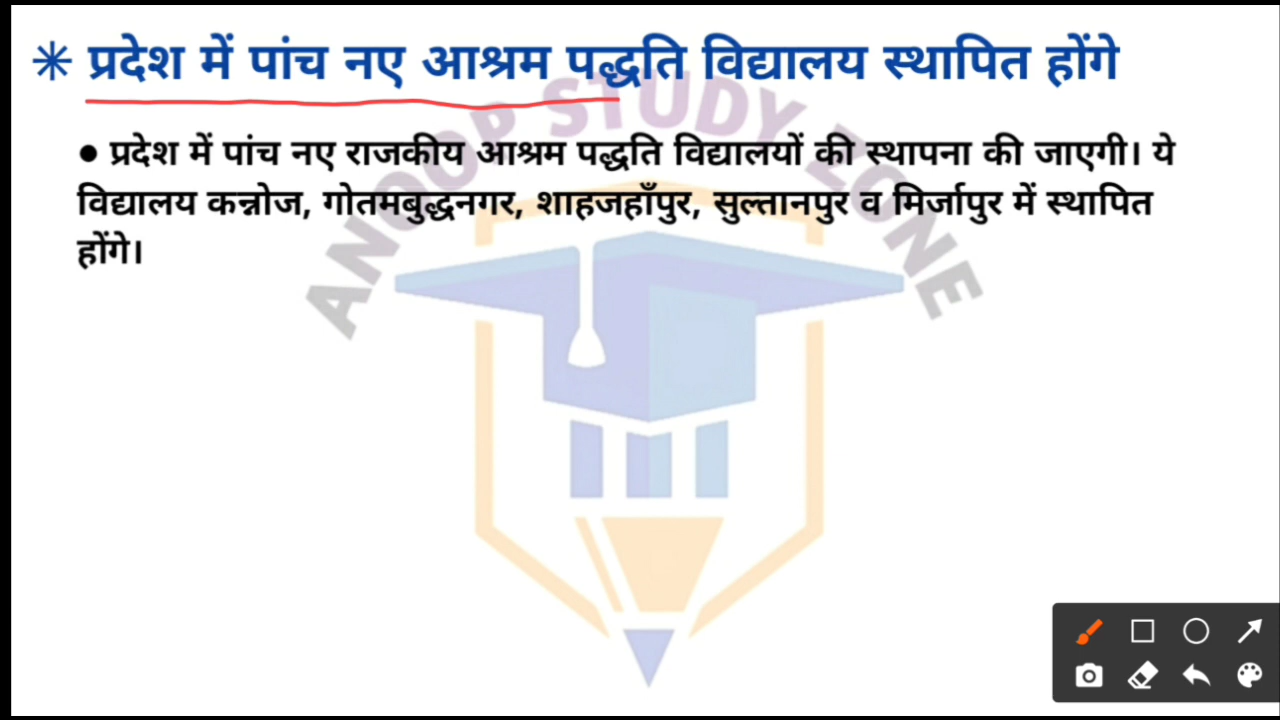 ✳ प्रदेश में पांच नए आश्रम पद्धति विद्यालय स्थापित होंगे
● प्रदेश में पांच नए राजकीय आश्रम पद्धति विद्यालयों की स्थापना की जाएगी। ये
विद्यालय कन्नोज, गोतमबुद्धनगर, शाहजहाँपुर, सुल्तानपुर व मिर्जापुर में स्थापित
होंगे।
ANOOP STUDY ZONE